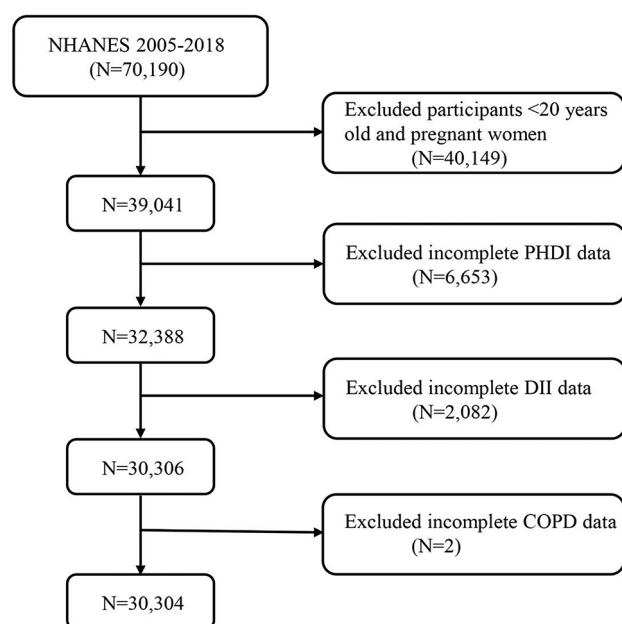 NHANES 2005-2018
(N=70,190)
Excluded participants <20 years
old and pregnant women
(N=40,149)
N=39,041
Excluded incomplete PHDI data
(N=6,653)
N=32,388
Excluded incomplete DII data
(N=2,082)
N=30,306
Excluded incomplete COPD data
(N=2)
N=30,304